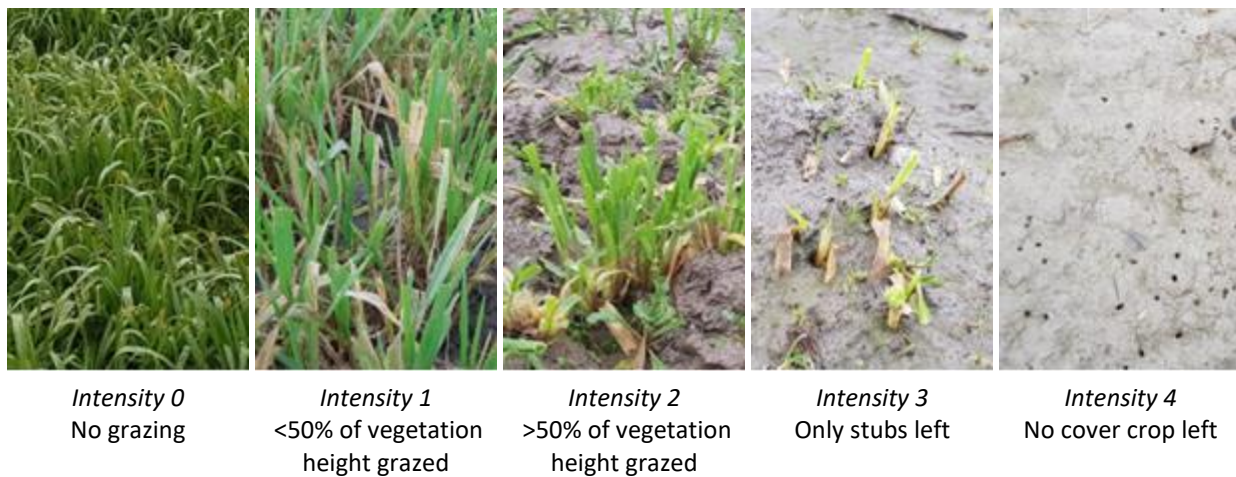 Intensity 0
No grazing
Intensity 1
<50% of vegetation
height grazed
Intensity 2
>50% of vegetation
height grazed
Intensity 3
Only stubs left
Intensity 4
No cover crop left